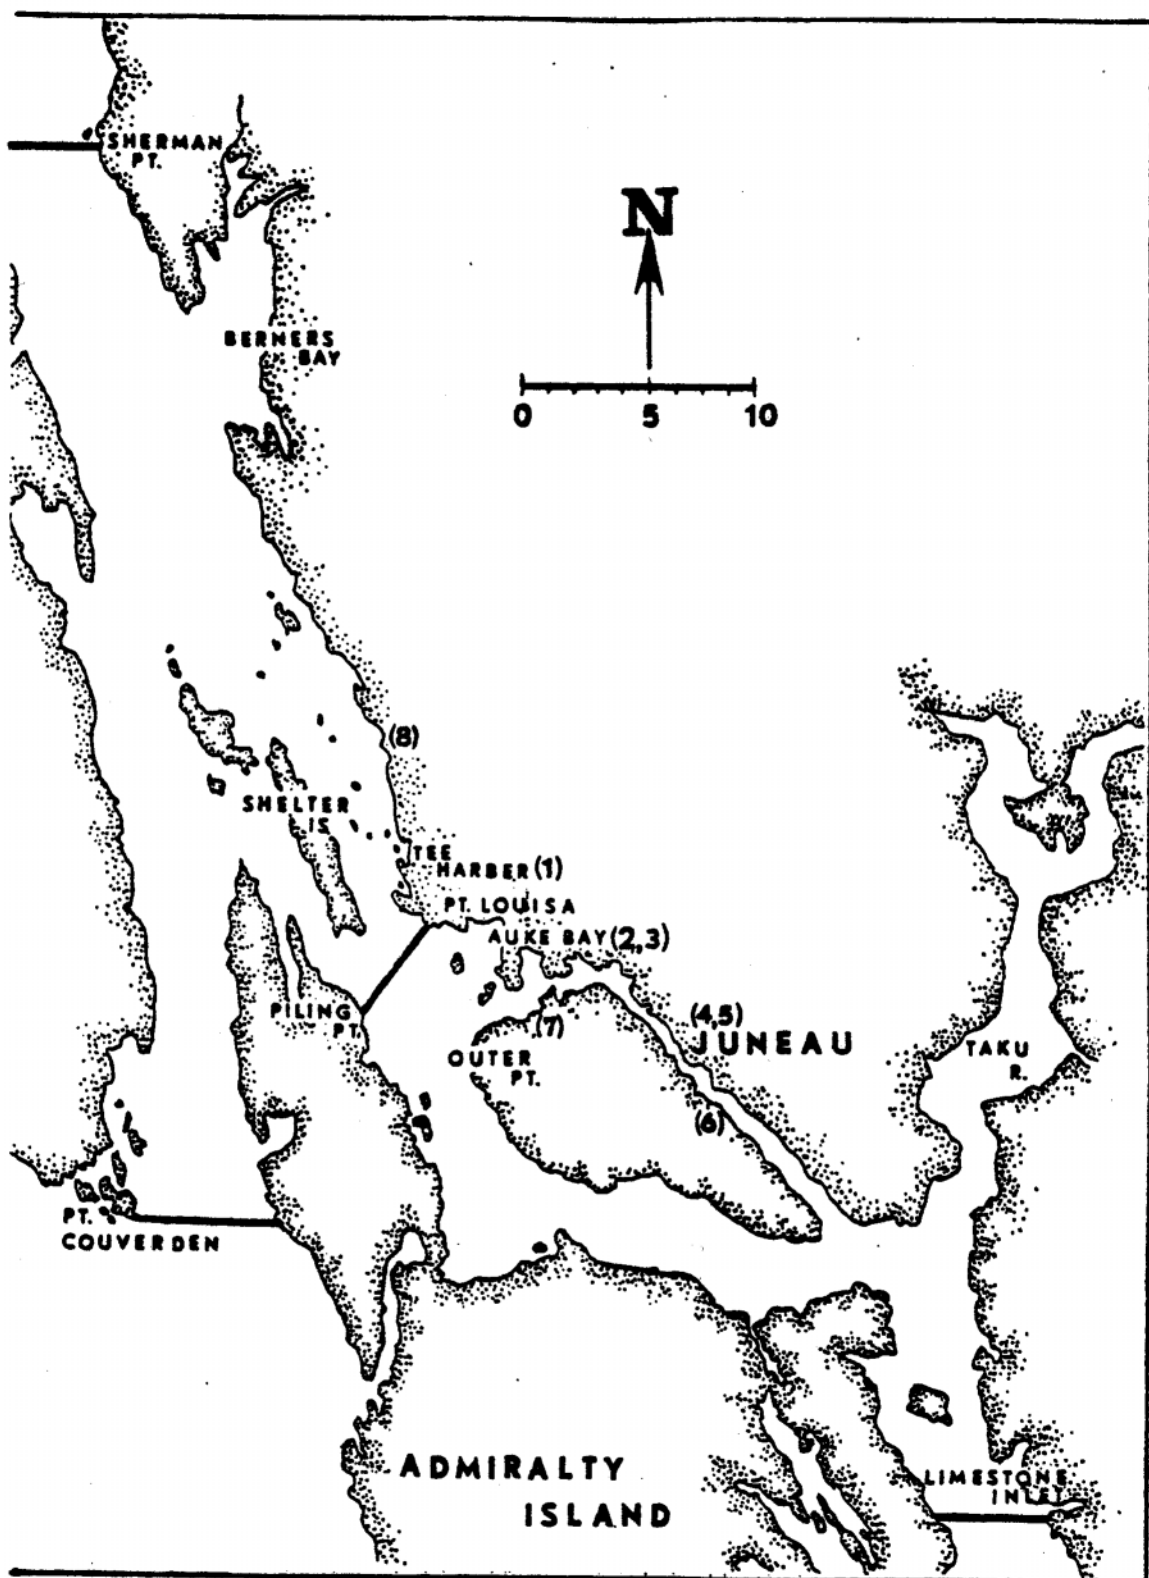 SHERMAN
PT.
N
BERNERS
BAY
0 5 10
(8)
SHELTER
IS.
TEE
HARBER (1)
PT. LOUISA
AUKE BAY (2,3)
PILING
PT.
(7)
(4,5)
JUNEAU
OUTER
PT.
TAKU
R.
(6)
PT.
COUVERDEN
ADMIRALTY
ISLAND
LIMESTONE
INLET